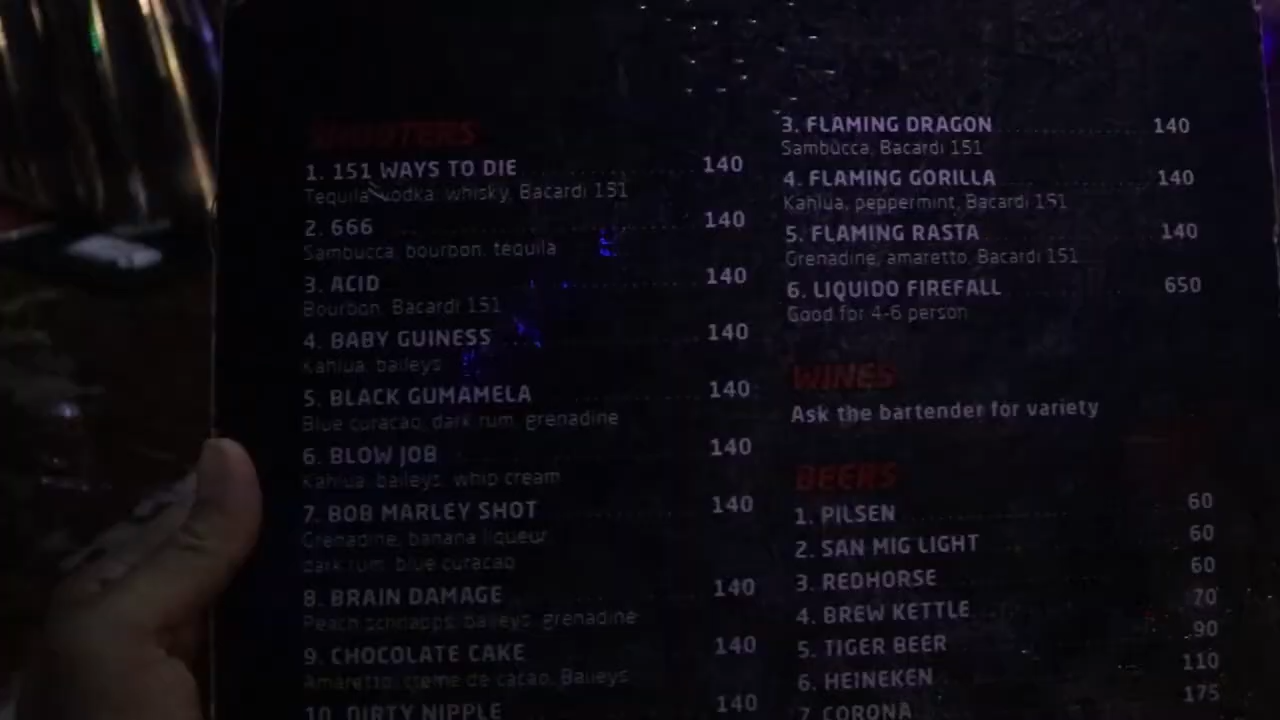 SHOOTERS
1. 151 WAYS TO DIE 140
Tequila, vodka, whisky, Bacardi 151
2. 666 140
Sambucca, bourbon, tequila
3. ACID 140
Bourbon, Bacardi 151
4. BABY GUINESS 140
Kahlua, baileys
5. BLACK GUMAMELA 140
Blue curacao, dark rum, grenadine
6. BLOW JOB 140
Kahlua, baileys, whip cream
7. BOB MARLEY SHOT 140
Grenadine, banana liqueur,
dark rum, blue curacao
8. BRAIN DAMAGE 140
Peach schnapps, baileys, grenadine
9. CHOCOLATE CAKE 140
Amaretto, creme de cacao, Baileys
10. DIRTY NIPPLE 140
3. FLAMING DRAGON 140
Sambucca, Bacardi 151
4. FLAMING GORILLA 140
Kahlua, peppermint, Bacardi 151
5. FLAMING RASTA 140
Grenadine, amaretto, Bacardi 151
6. LIQUIDO FIREFALL 650
Good for 4-6 person
WINES
Ask the bartender for variety
BEERS
1. PILSEN 60
2. SAN MIG LIGHT 60
3. REDHORSE 60
4. BREW KETTLE 70
5. TIGER BEER 90
6. HEINEKEN 110
7. CORONA 175